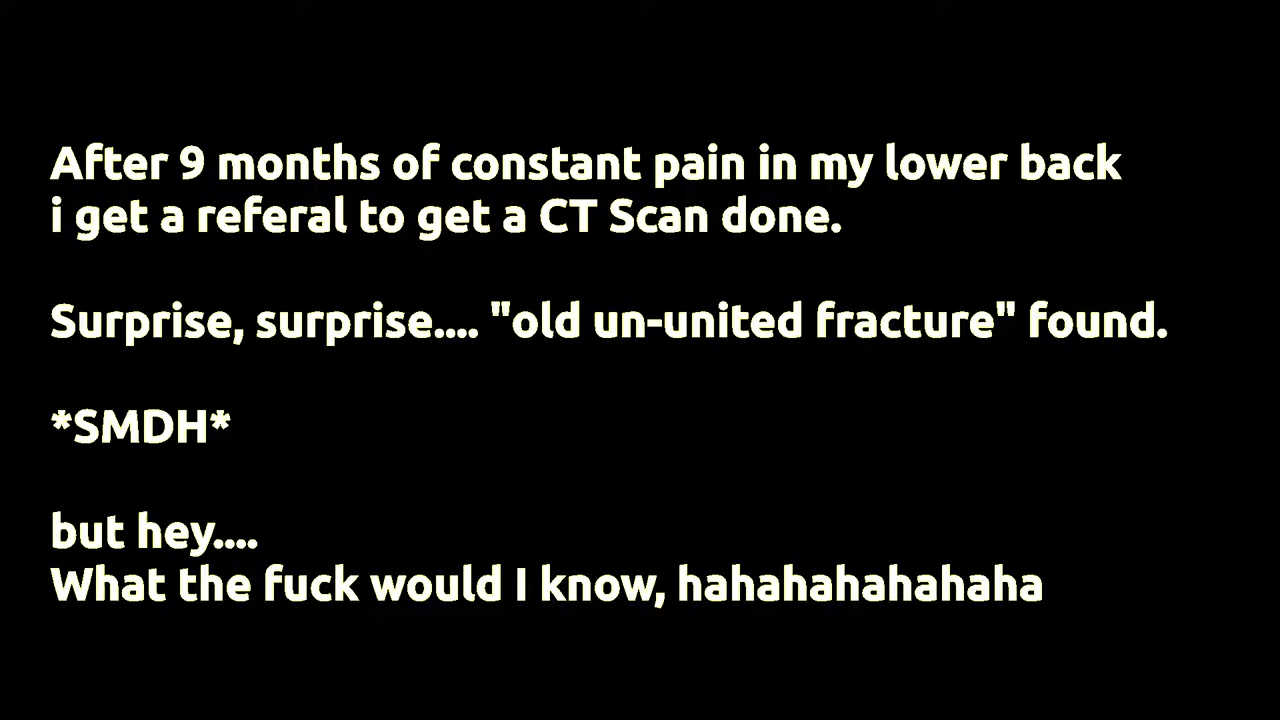 After 9 months of constant pain in my lower back
i get a referal to get a CT Scan done.
Surprise, surprise.... "old un-united fracture" found.
*SMDH*
but hey....
What the fuck would I know, hahahahahahaha